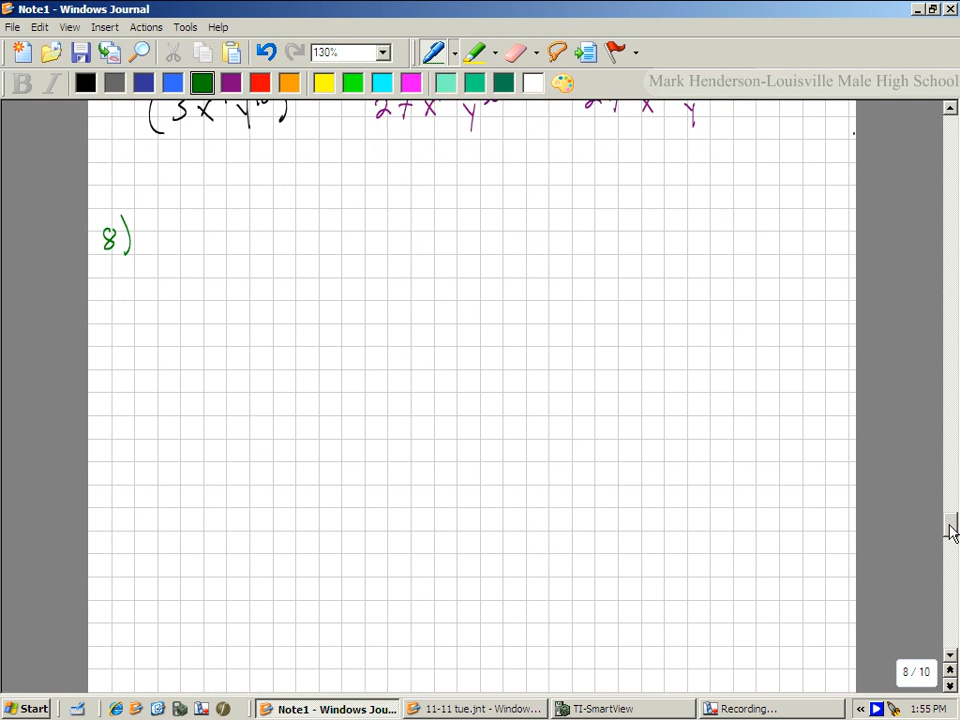 Note1 - Windows Journal
File Edit View Insert Actions Tools Help
130%
B I
Mark Henderson-Louisville Male High School
8)
8 / 10
Start
Note1 - Windows Jou...
11-11 tue.jnt - Window...
TI-SmartView
Recording...
«
1:55 PM